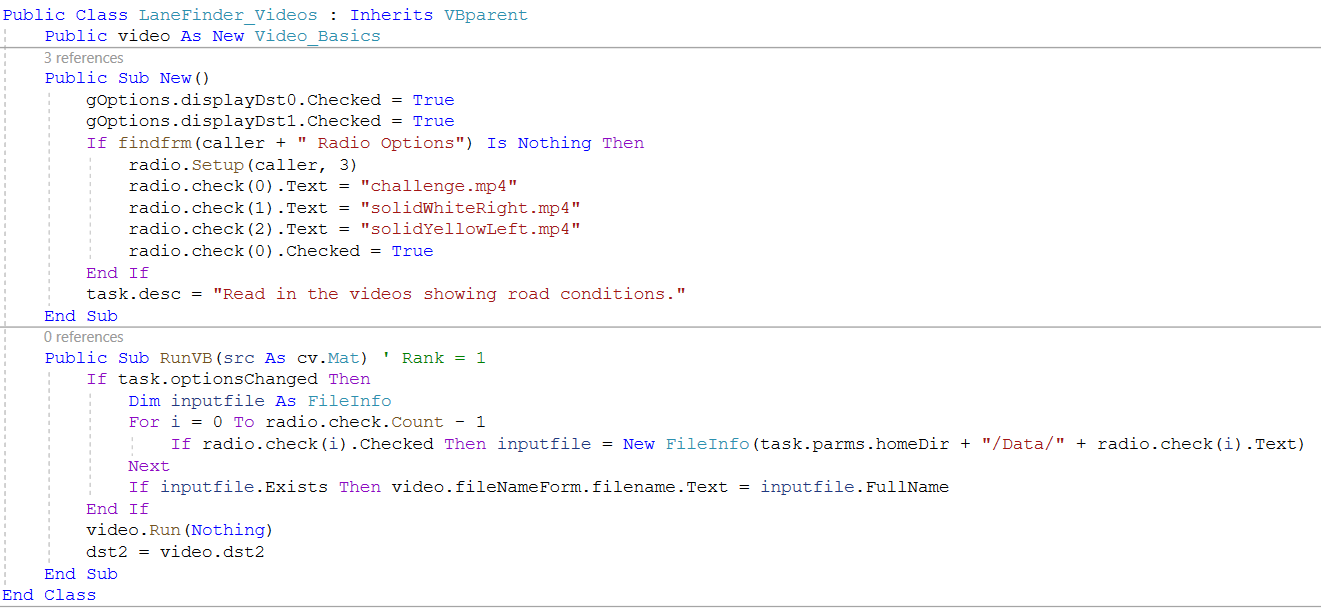 Public Class LaneFinder_Videos : Inherits VBparent
Public video As New Video_Basics
3 references
Public Sub New()
gOptions.displayDst0.Checked = True
gOptions.displayDst1.Checked = True
If findfrm(caller + " Radio Options") Is Nothing Then
radio.Setup(caller, 3)
radio.check(0).Text = "challenge.mp4"
radio.check(1).Text = "solidWhiteRight.mp4"
radio.check(2).Text = "solidYellowLeft.mp4"
radio.check(0).Checked = True
End If
task.desc = "Read in the videos showing road conditions."
End Sub
0 references
Public Sub RunVB(src As cv.Mat) ' Rank = 1
If task.optionsChanged Then
Dim inputfile As FileInfo
For i = 0 To radio.check.Count - 1
If radio.check(i).Checked Then inputfile = New FileInfo(task.parms.homeDir + "/Data/" + radio.check(i).Text)
Next
If inputfile.Exists Then video.fileNameForm.filename.Text = inputfile.FullName
End If
video.Run(Nothing)
dst2 = video.dst2
End Sub
End Class